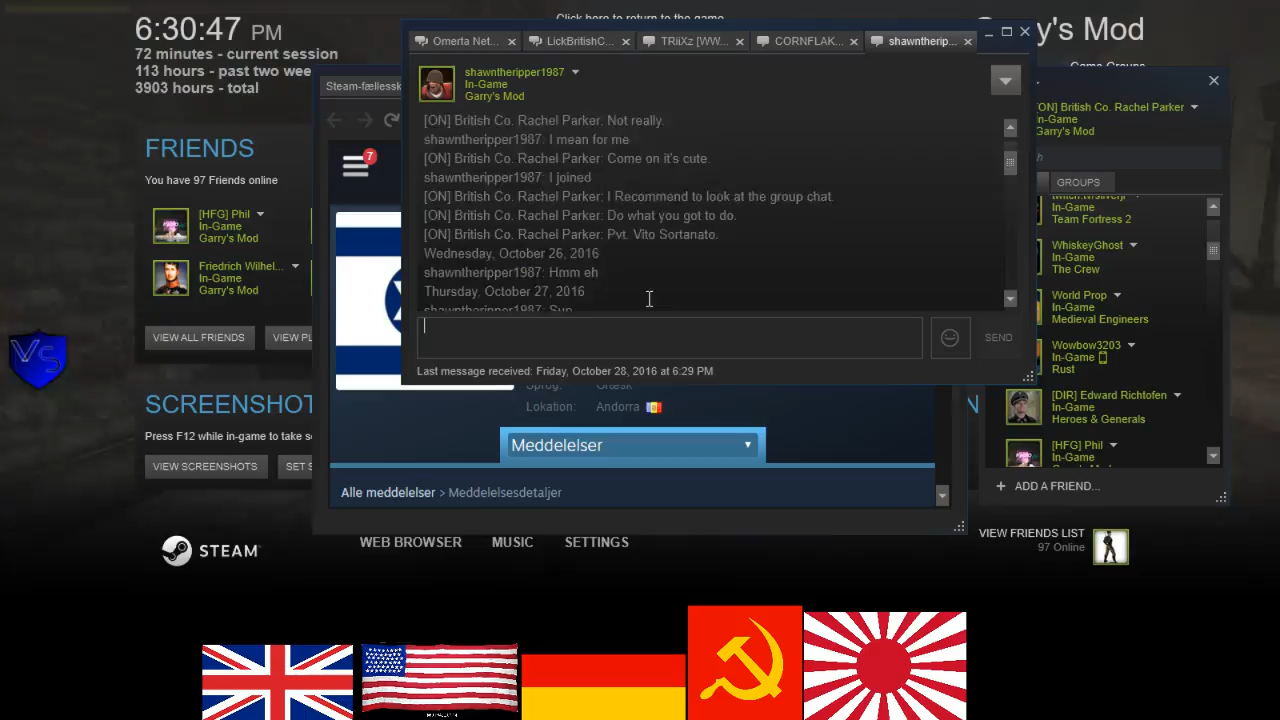 6:30:47 PM
72 minutes - current session
113 hours - past two wee
3903 hours - total
Click here to return to the game
Garry's Mod
FRIENDS
You have 97 Friends online
[HFG] Phil
In-Game
Garry's Mod
Friedrich Wilhel...
In-Game
Garry's Mod
VIEW ALL FRIENDS
VIEW PL
SCREENSHOT
Press F12 while in-game to take s
VIEW SCREENSHOTS
SET S
VS
Steam-fællessk
7
Omerta Net...
LickBritishC...
TRiiXz [WW...
CORNFLAK...
shawntherip...
shawntheripper1987
In-Game
Garry's Mod
[ON] British Co. Rachel Parker: Not really.
shawntheripper1987: I mean for me
[ON] British Co. Rachel Parker: Come on it's cute.
shawntheripper1987: I joined
[ON] British Co. Rachel Parker: I Recommend to look at the group chat.
[ON] British Co. Rachel Parker: Do what you got to do.
[ON] British Co. Rachel Parker: Pvt. Vito Sortanato.
Wednesday, October 26, 2016
shawntheripper1987: Hmm eh
Thursday, October 27, 2016
shawntheripper1987: Sup
SEND
Last message received: Friday, October 28, 2016 at 6:29 PM
Sprog: Græsk
Lokation: Andorra
Meddelelser
Alle meddelelser > Meddelelsesdetaljer
[ON] British Co. Rachel Parker
In-Game
Garry's Mod
GROUPS
In-Game
Team Fortress 2
WhiskeyGhost
In-Game
The Crew
World Prop
In-Game
Medieval Engineers
Wowbow3203
In-Game
Rust
[DIR] Edward Richtofen
In-Game
Heroes & Generals
[HFG] Phil
In-Game
+ ADD A FRIEND...
VIEW FRIENDS LIST
97 Online
STEAM
WEB BROWSER
MUSIC
SETTINGS